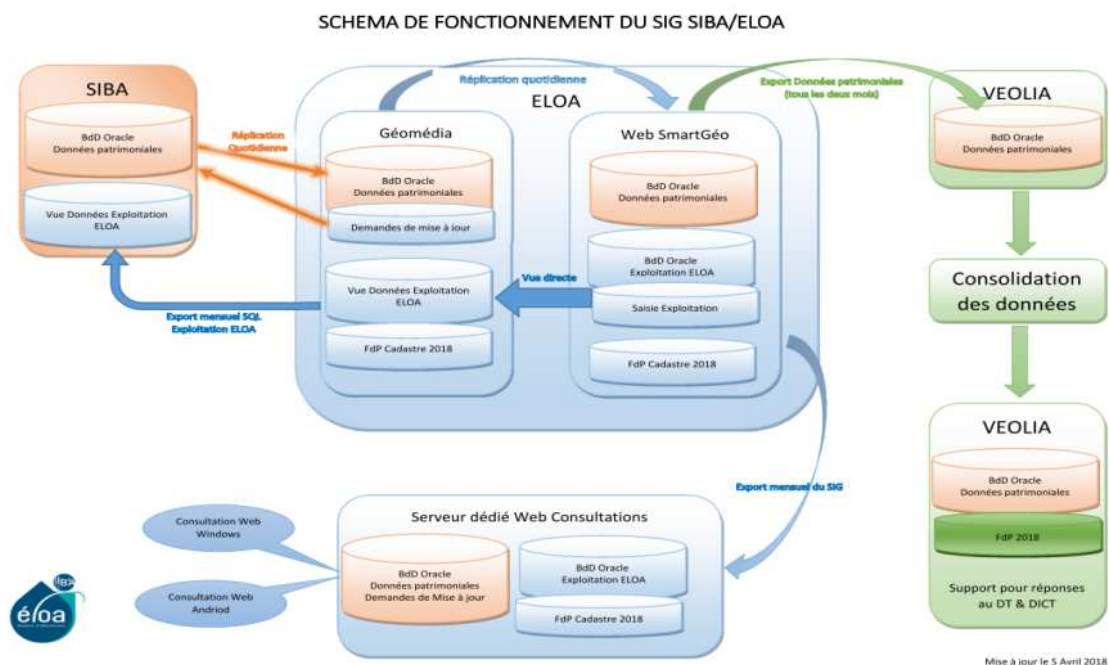 SCHEMA DE FONCTIONNEMENT DU SIG SIBA/ELOA
SIBA
BdD Oracle
Données patrimoniales
Vue Données Exploitation
ELOA
Réplication
Quotidienne
Export mensuel SQL
Exploitation ELOA
Réplication quotidienne
ELOA
Géomédia
BdD Oracle
Données patrimoniales
Demandes de mise à jour
Vue Données Exploitation
ELOA
FdP Cadastre 2018
Vue directe
Web SmartGéo
BdD Oracle
Données patrimoniales
BdD Oracle
Exploitation ELOA
Saisie Exploitation
FdP Cadastre 2018
Export Données patrimoniales
(tous les deux mois)
VEOLIA
BdD Oracle
Données patrimoniales
Consolidation
des données
VEOLIA
BdD Oracle
Données patrimoniales
FdP 2018
Support pour réponses
au DT & DICT
Export mensuel du SIG
Serveur dédié Web Consultations
BdD Oracle
Données patrimoniales
Demandes de Mise à jour
BdD Oracle
Exploitation ELOA
FdP Cadastre 2018
Consultation Web
Windows
Consultation Web
Andriod
éloa
Mise à jour le 5 Avril 2018